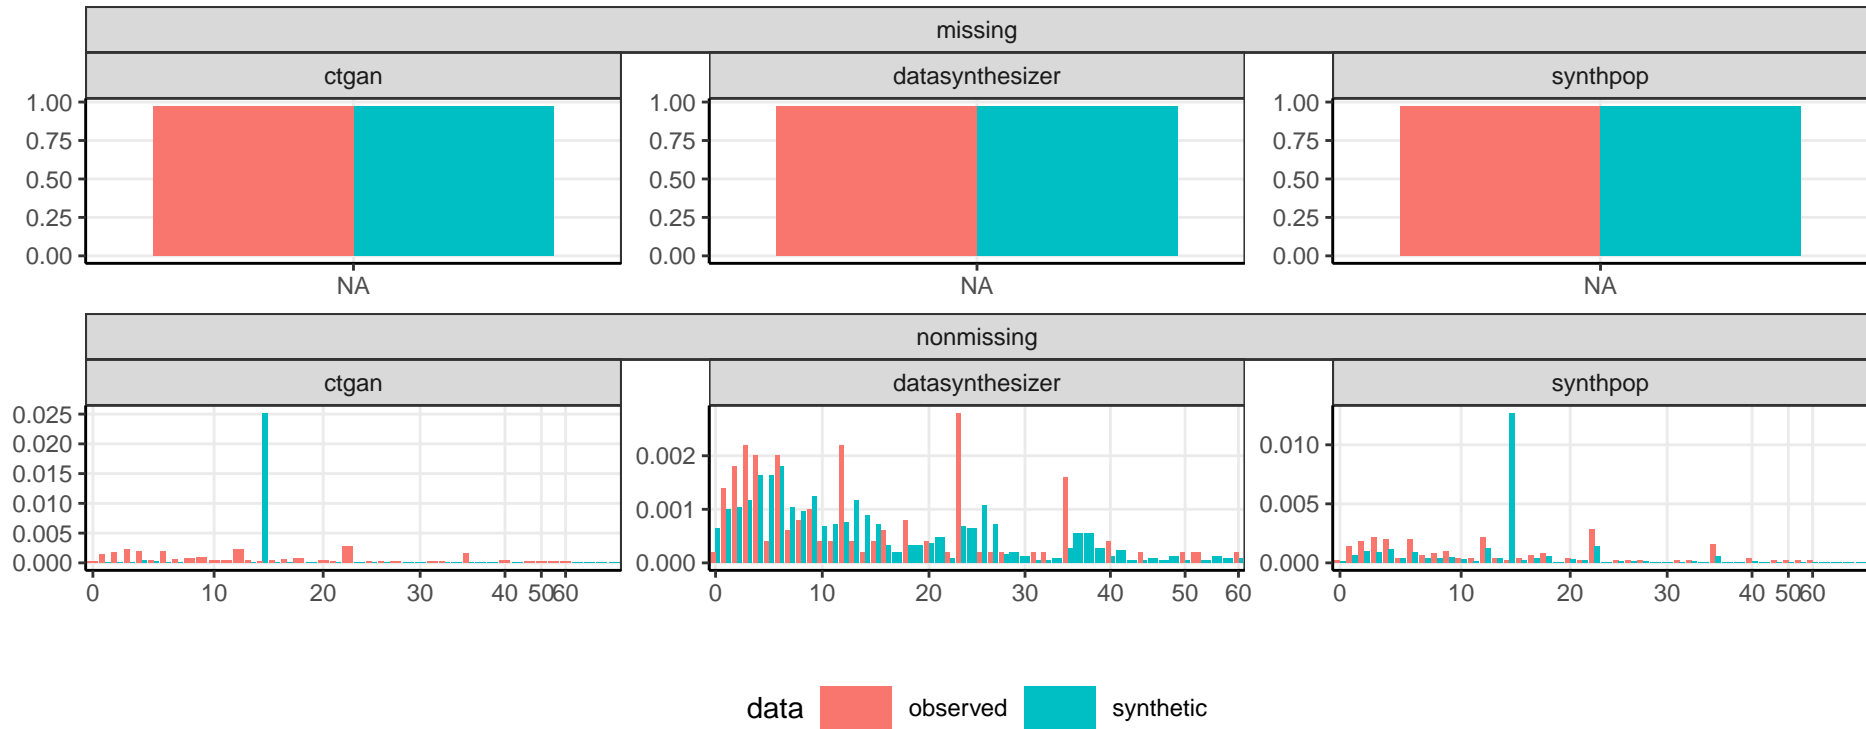 missing
ctgan datasynthesizer synthpop
1.00 1.00 1.00
0.75 0.75 0.75
0.50 0.50 0.50
0.25 0.25 0.25
0.00 0.00 0.00
NA NA NA
nonmissing
ctgan datasynthesizer synthpop
0.025
0.020
0.015
0.010
0.005
0.000
0 10 20 30 40 50 60
0.002
0.001
0.000
0 10 20 30 40 50 60
0.010
0.005
0.000
0 10 20 30 40 50 60
data observed synthetic